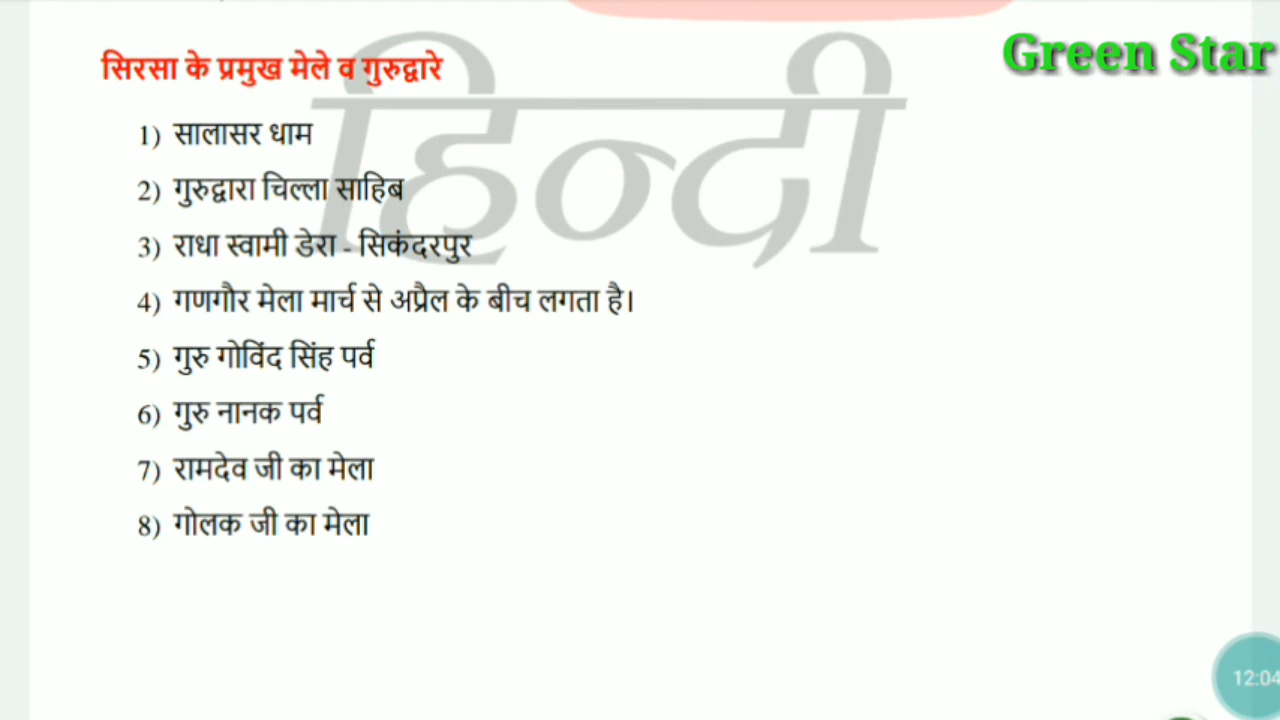 सिरसा के प्रमुख मेले व गुरुद्वारे
Green Star
हिन्दी
1) सालासर धाम
2) गुरुद्वारा चिल्ला साहिब
3) राधा स्वामी डेरा - सिकंदरपुर
4) गणगौर मेला मार्च से अप्रैल के बीच लगता है।
5) गुरु गोविंद सिंह पर्व
6) गुरु नानक पर्व
7) रामदेव जी का मेला
8) गोलक जी का मेला
12:04